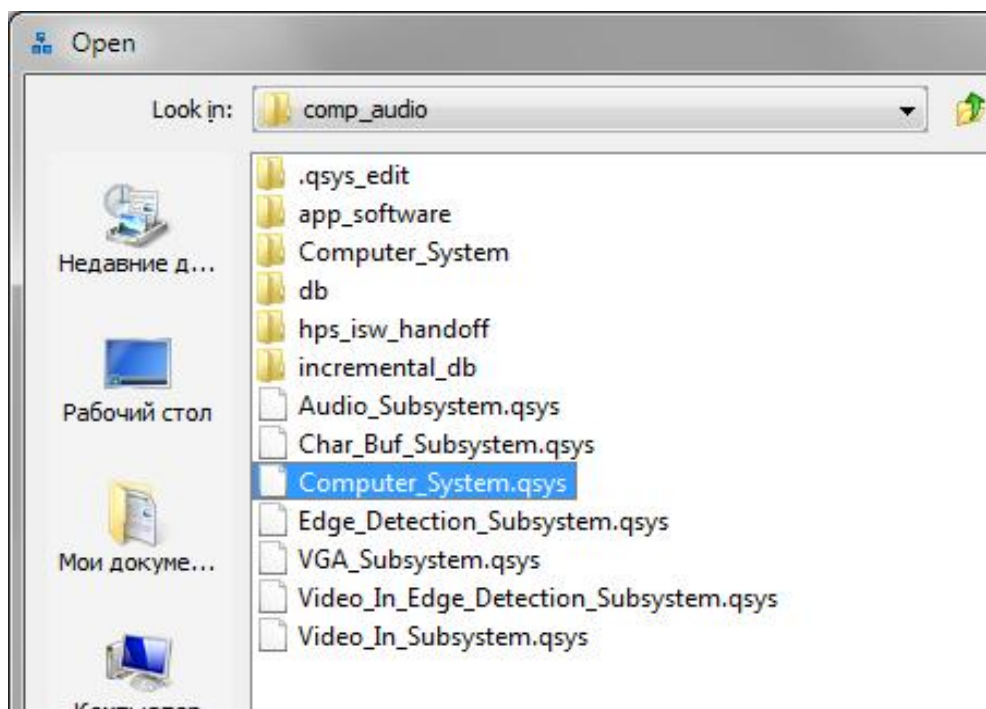 Open
Look in:
comp_audio
.qsys_edit
app_software
Computer_System
db
hps_isw_handoff
incremental_db
Audio_Subsystem.qsys
Char_Buf_Subsystem.qsys
Computer_System.qsys
Edge_Detection_Subsystem.qsys
VGA_Subsystem.qsys
Video_In_Edge_Detection_Subsystem.qsys
Video_In_Subsystem.qsys
Недавние д...
Рабочий стол
Мои докуме...